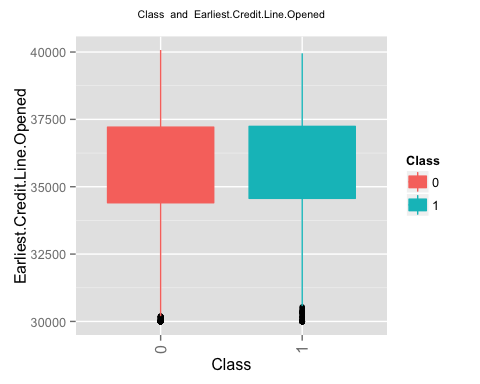 Class and Earliest.Credit.Line.Opened
40000
37500
35000
32500
30000
Earliest.Credit.Line.Opened
0
1
Class
Class
0
1